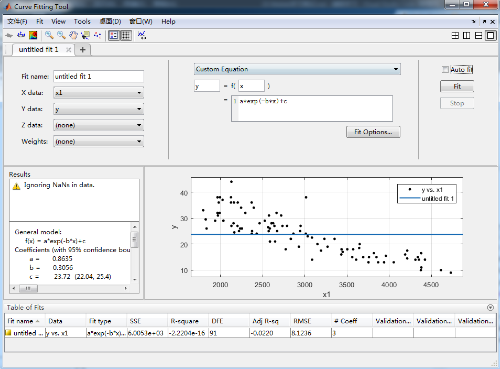 Curve Fitting Tool
文件(F) Edit View Tools 桌面(D) 窗口(W) Help
untitled fit 1
Fit name: untitled fit 1
X data: x1
Y data: y
Z data: (none)
Weights: (none)
Custom Equation
y = f( x )
= 1 a*exp(-b*x)+c
Fit Options...
Auto fit
Fit
Stop
Results
Ignoring NaNs in data.
General model:
f(x) = a*exp(-b*x)+c
Coefficients (with 95% confidence bou
a = 0.8635
b = 0.3056
c = 23.72 (22.04, 25.4)
y vs. x1
untitled fit 1
40
30
20
10
y
2000 2500 3000 3500 4000 4500
x1
Table of Fits
Fit name Data Fit type SSE R-square DFE Adj R-sq RMSE # Coeff Validation... Validation... Validation...
untitled ... y vs. x1 a*exp(-b*x)... 6.0053e+03 -2.2204e-16 91 -0.0220 8.1236 3